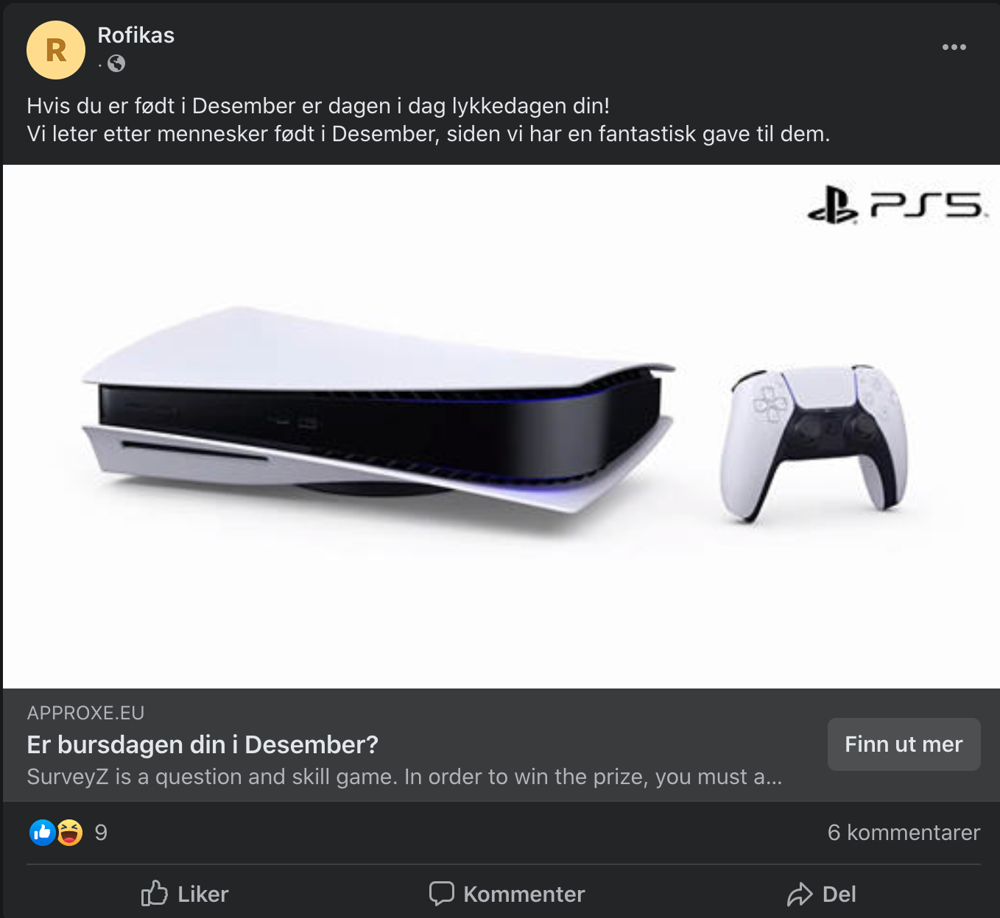 R
Rofikas
Hvis du er født i Desember er dagen i dag lykkedagen din!
Vi leter etter mennesker født i Desember, siden vi har en fantastisk gave til dem.
PS5
APPROXE.EU
Er bursdagen din i Desember?
SurveyZ is a question and skill game. In order to win the prize, you must a...
Finn ut mer
9
6 kommentarer
Liker
Kommenter
Del